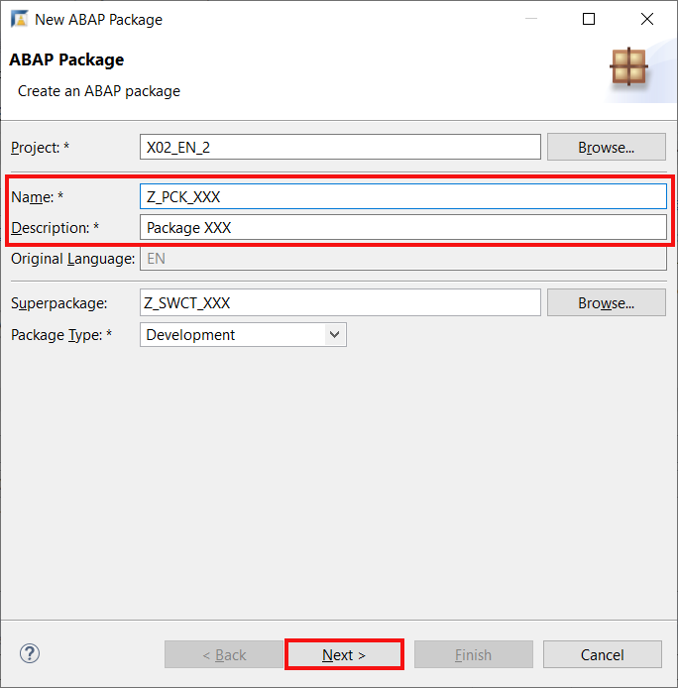 New ABAP Package
ABAP Package
Create an ABAP package
Project: * X02_EN_2 Browse...
Name: * Z_PCK_XXX
Description: * Package XXX
Original Language: EN
Superpackage: Z_SWCT_XXX Browse...
Package Type: * Development
? < Back Next > Finish Cancel